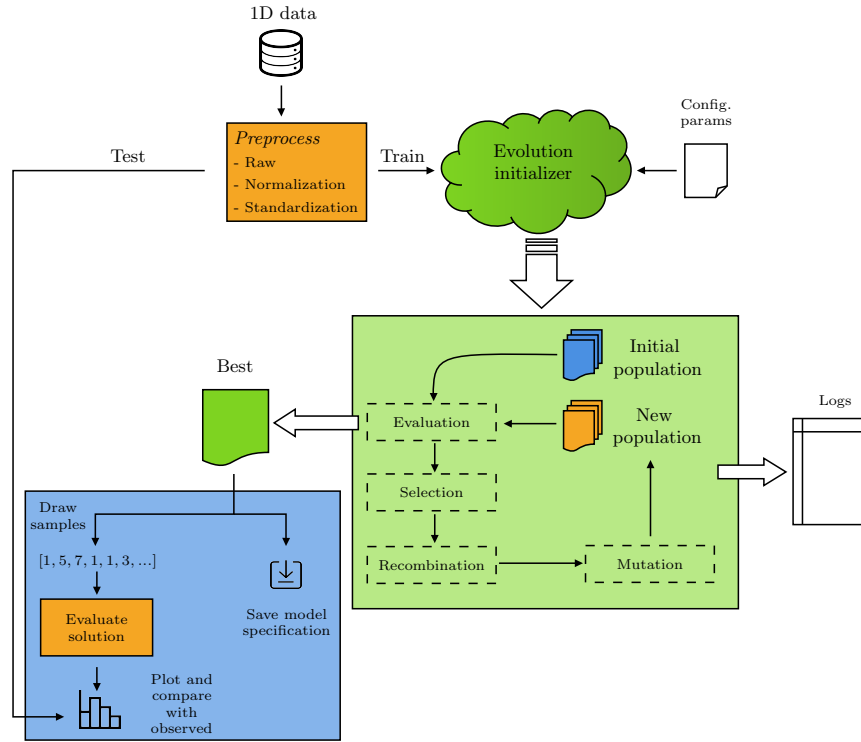 1D data
Preprocess
- Raw
- Normalization
- Standardization
Test
Train
Evolution
initializer
Config.
params
Initial
population
New
population
Evaluation
Selection
Recombination
Mutation
Best
Logs
Draw
samples
[1, 5, 7, 1, 1, 3, ...]
Evaluate
solution
Save model
specification
Plot and
compare
with
observed